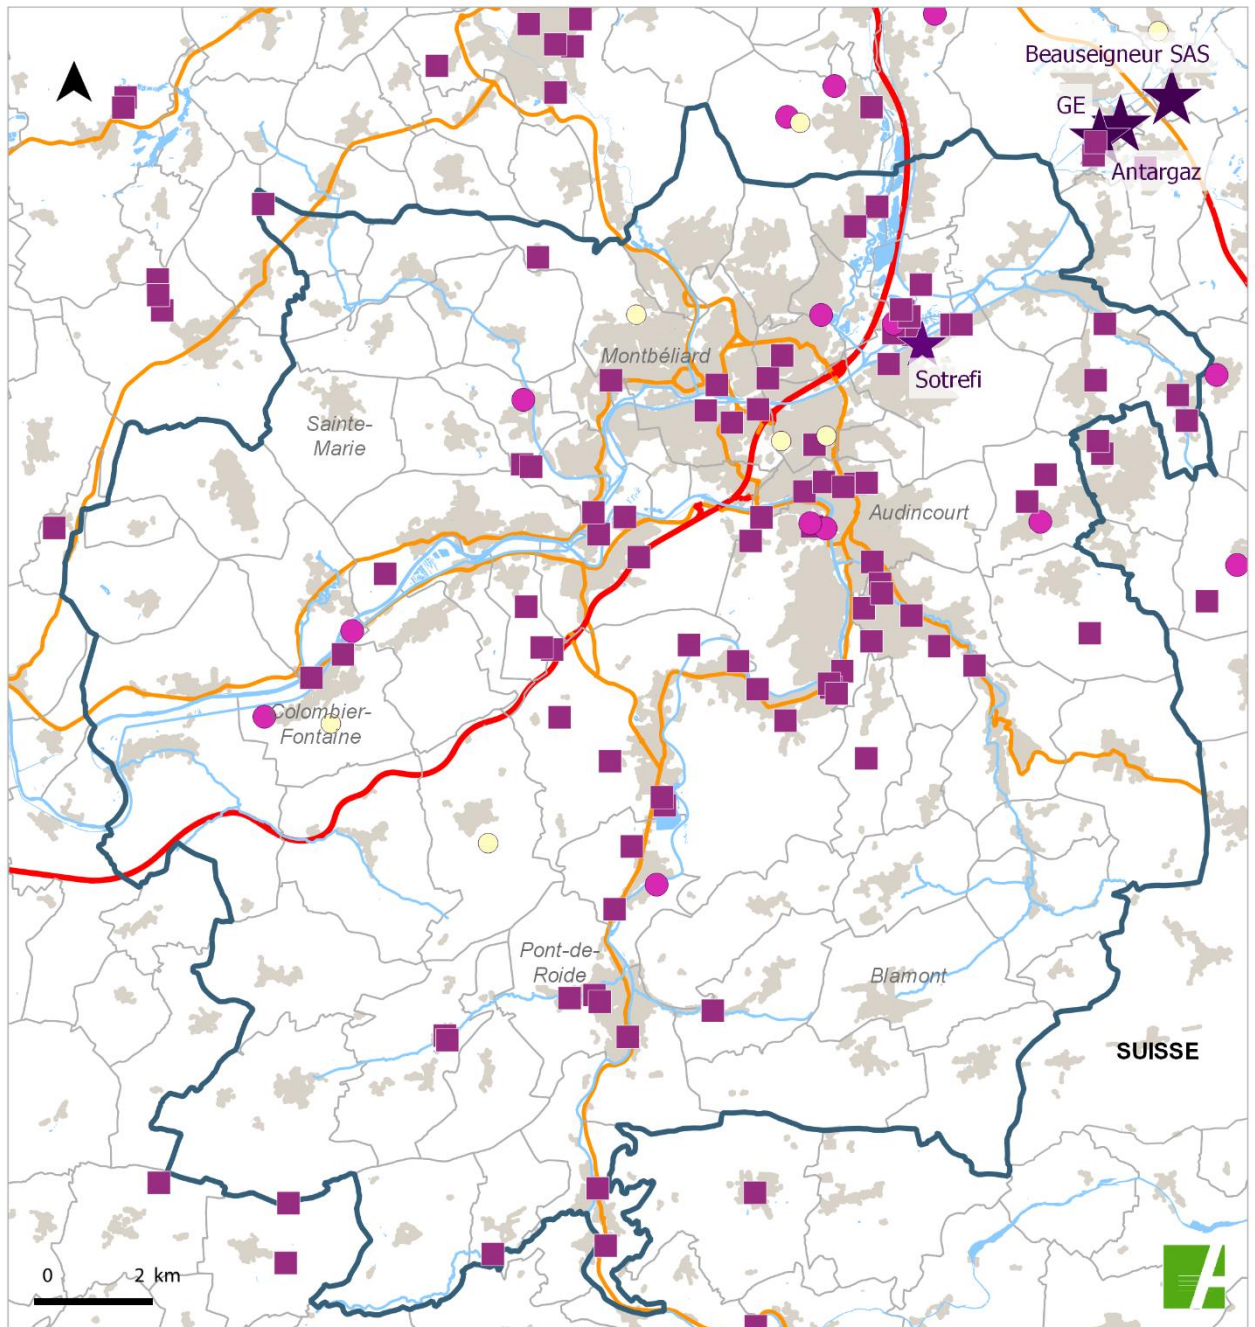 Beauseigneur SAS
GE
Antargaz
Montbéliard
Sotrefi
Sainte-
Marie
Audincourt
Colombier-
Fontaine
Pont-de-
Roide
Blamont
SUISSE
0 2 km